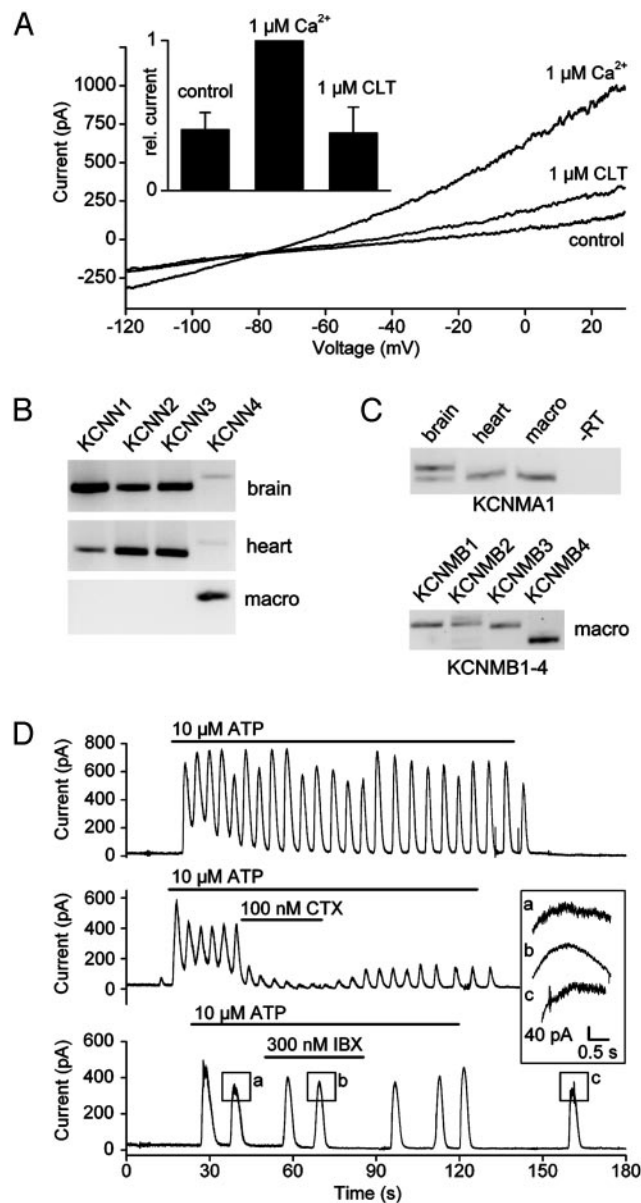 A
1 µM Ca²⁺
control
1 µM CLT
rel. current
1
0
1 µM Ca²⁺
1 µM CLT
control
Current (pA)
1000
750
500
250
0
-250
-120 -100 -80 -60 -40 -20 0 20
Voltage (mV)
B
KCNN1 KCNN2 KCNN3 KCNN4
brain
heart
macro
C
brain heart macro -RT
KCNMA1
KCNMB1 KCNMB2 KCNMB3 KCNMB4
macro
KCNMB1-4
D
10 µM ATP
Current (pA)
800
600
400
200
0
10 µM ATP
100 nM CTX
Current (pA)
600
400
200
0
a
b
c
40 pA
0.5 s
10 µM ATP
300 nM IBX
a
b
c
Current (pA)
600
400
200
0
0 30 60 90 120 150 180
Time (s)